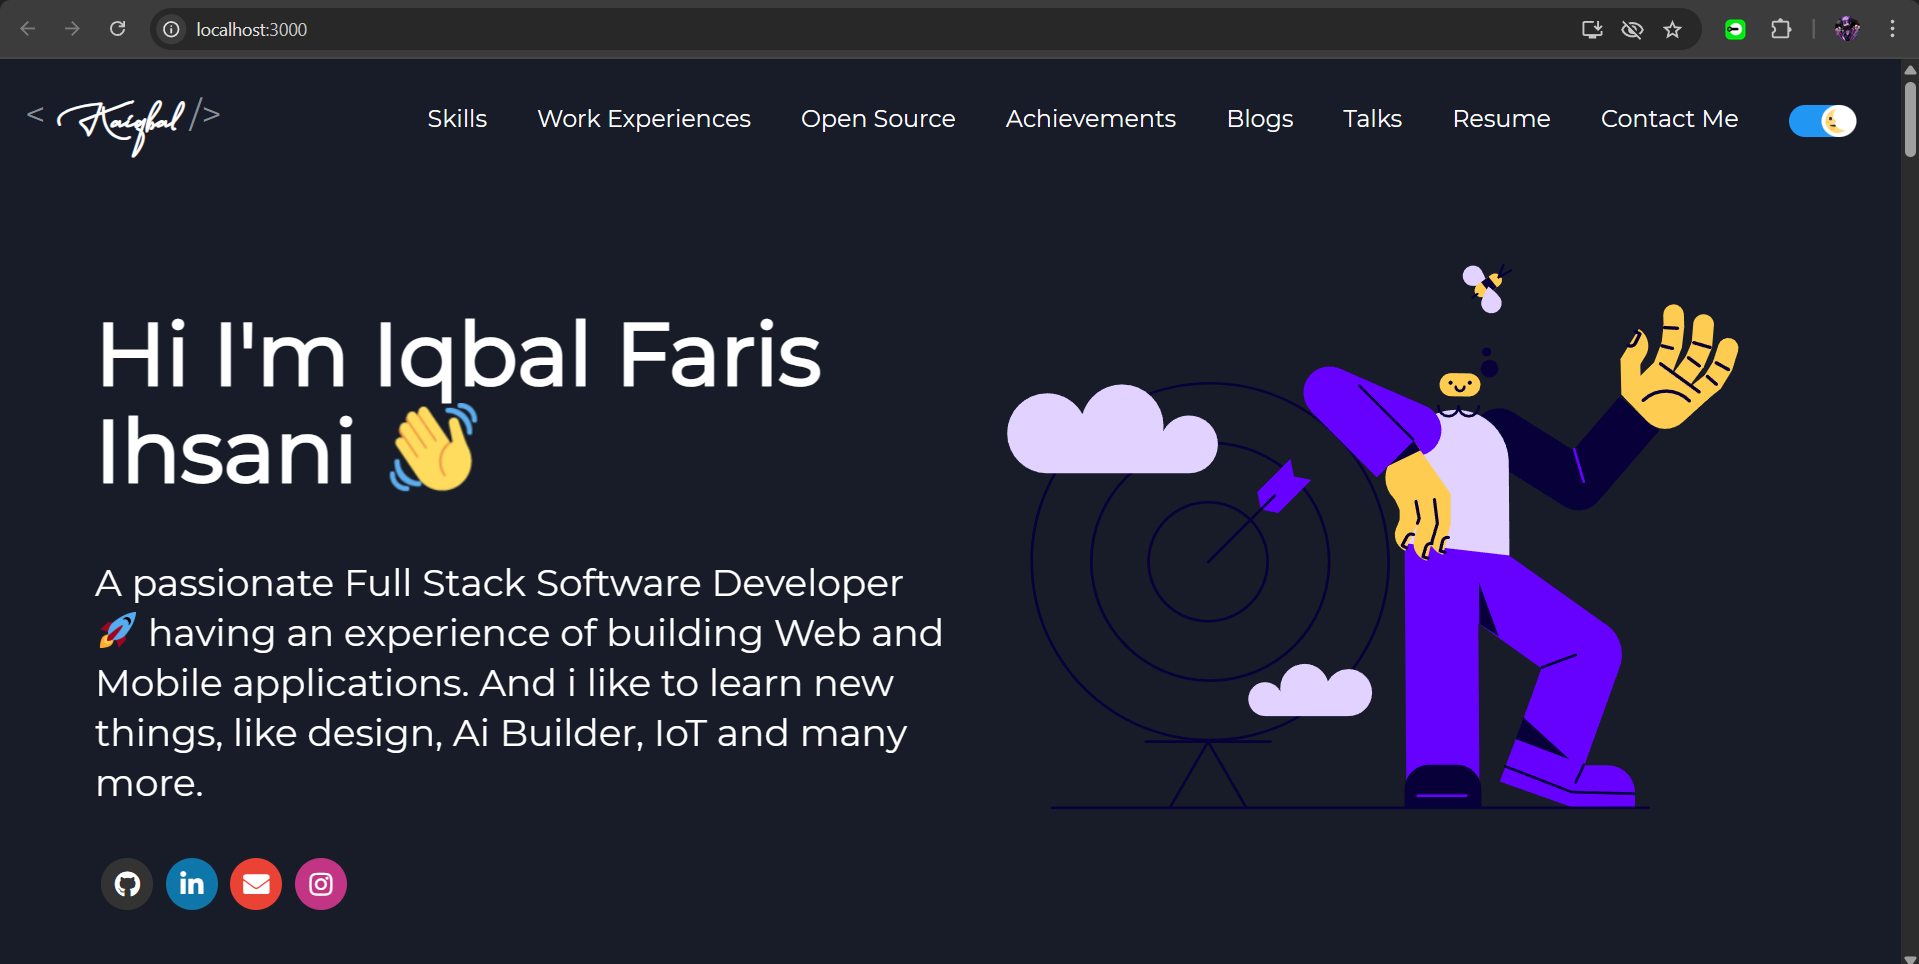 localhost:3000
< Kaiqbal />
Skills Work Experiences Open Source Achievements Blogs Talks Resume Contact Me
Hi I'm Iqbal Faris
Ihsani 👋
A passionate Full Stack Software Developer
🚀 having an experience of building Web and
Mobile applications. And i like to learn new
things, like design, Ai Builder, IoT and many
more.
in